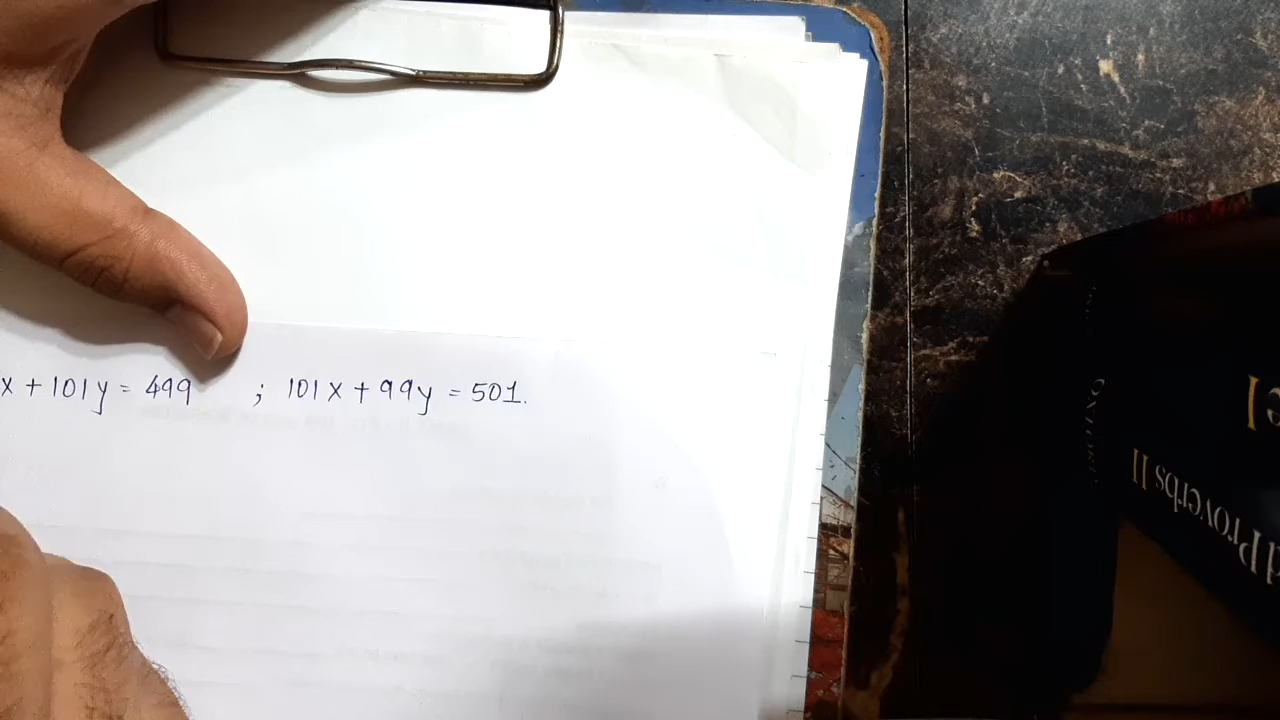 x + 101y = 499 ; 101x + 99y = 501.
Proverbs II